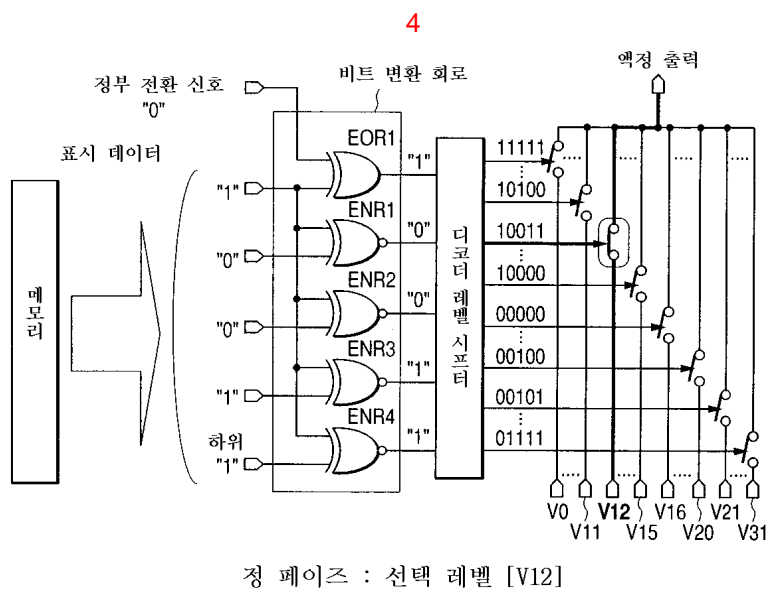 4
정부 전환 신호
"0"
비트 변환 회로
액정 출력
표시 데이터
메모리
"1"
"0"
"0"
"1"
하위
"1"
EOR1
ENR1
ENR2
ENR3
ENR4
"1"
"0"
"0"
"1"
"1"
디코더 레벨 시프터
11111
10100
10011
10000
00000
00100
00101
01111
V0
V11
V12
V15
V16
V20
V21
V31
정 페이즈 : 선택 레벨 [V12]